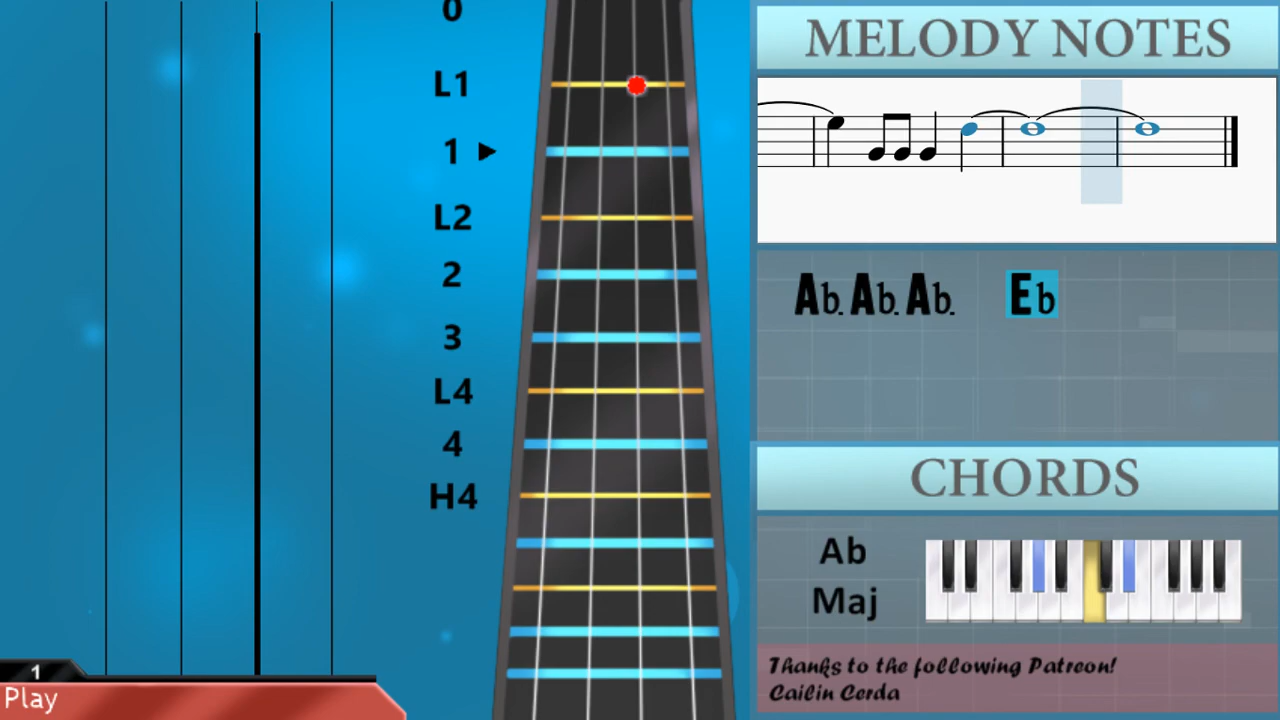 0
L1
1
L2
2
3
L4
4
H4
1
Play
MELODY NOTES
Ab. Ab. Ab. Eb
CHORDS
Ab
Maj
Thanks to the following Patreon!
Cailin Cerda